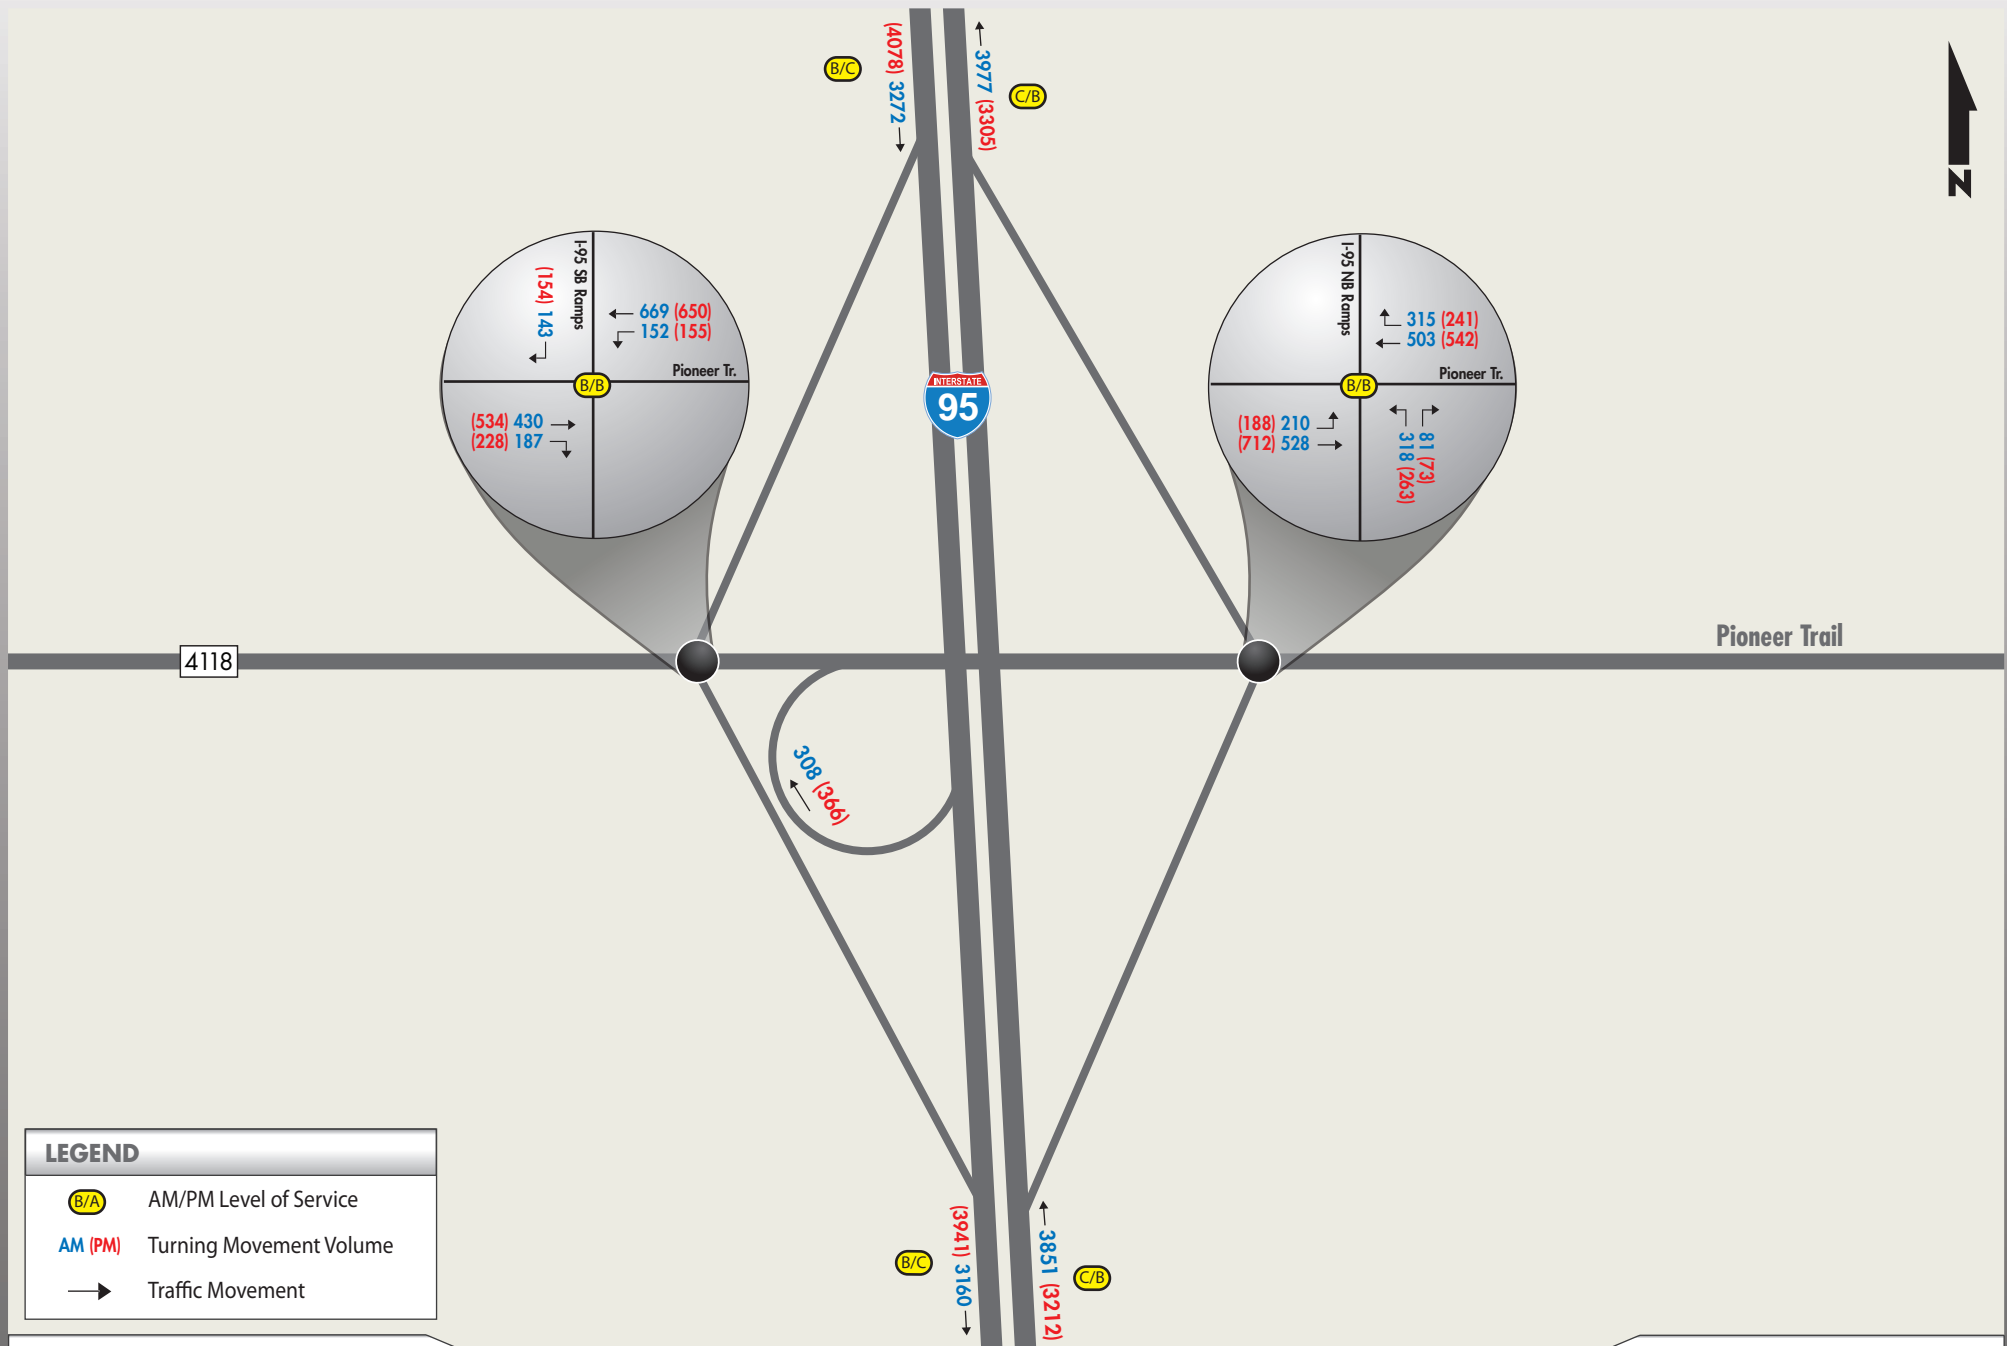 (4078) 3272
3977 (3305)
B/C
C/B
I-95 SB Ramps
(154) 143
669 (650)
152 (155)
Pioneer Tr.
B/B
(534) 430
(228) 187
I-95 NB Ramps
315 (241)
503 (542)
Pioneer Tr.
B/B
(188) 210
(712) 528
318 (263)
81 (73)
INTERSTATE
95
N
4118
Pioneer Trail
308 (366)
(3941) 3160
3851 (3212)
B/C
C/B
LEGEND
B/A AM/PM Level of Service
AM (PM) Turning Movement Volume
Traffic Movement